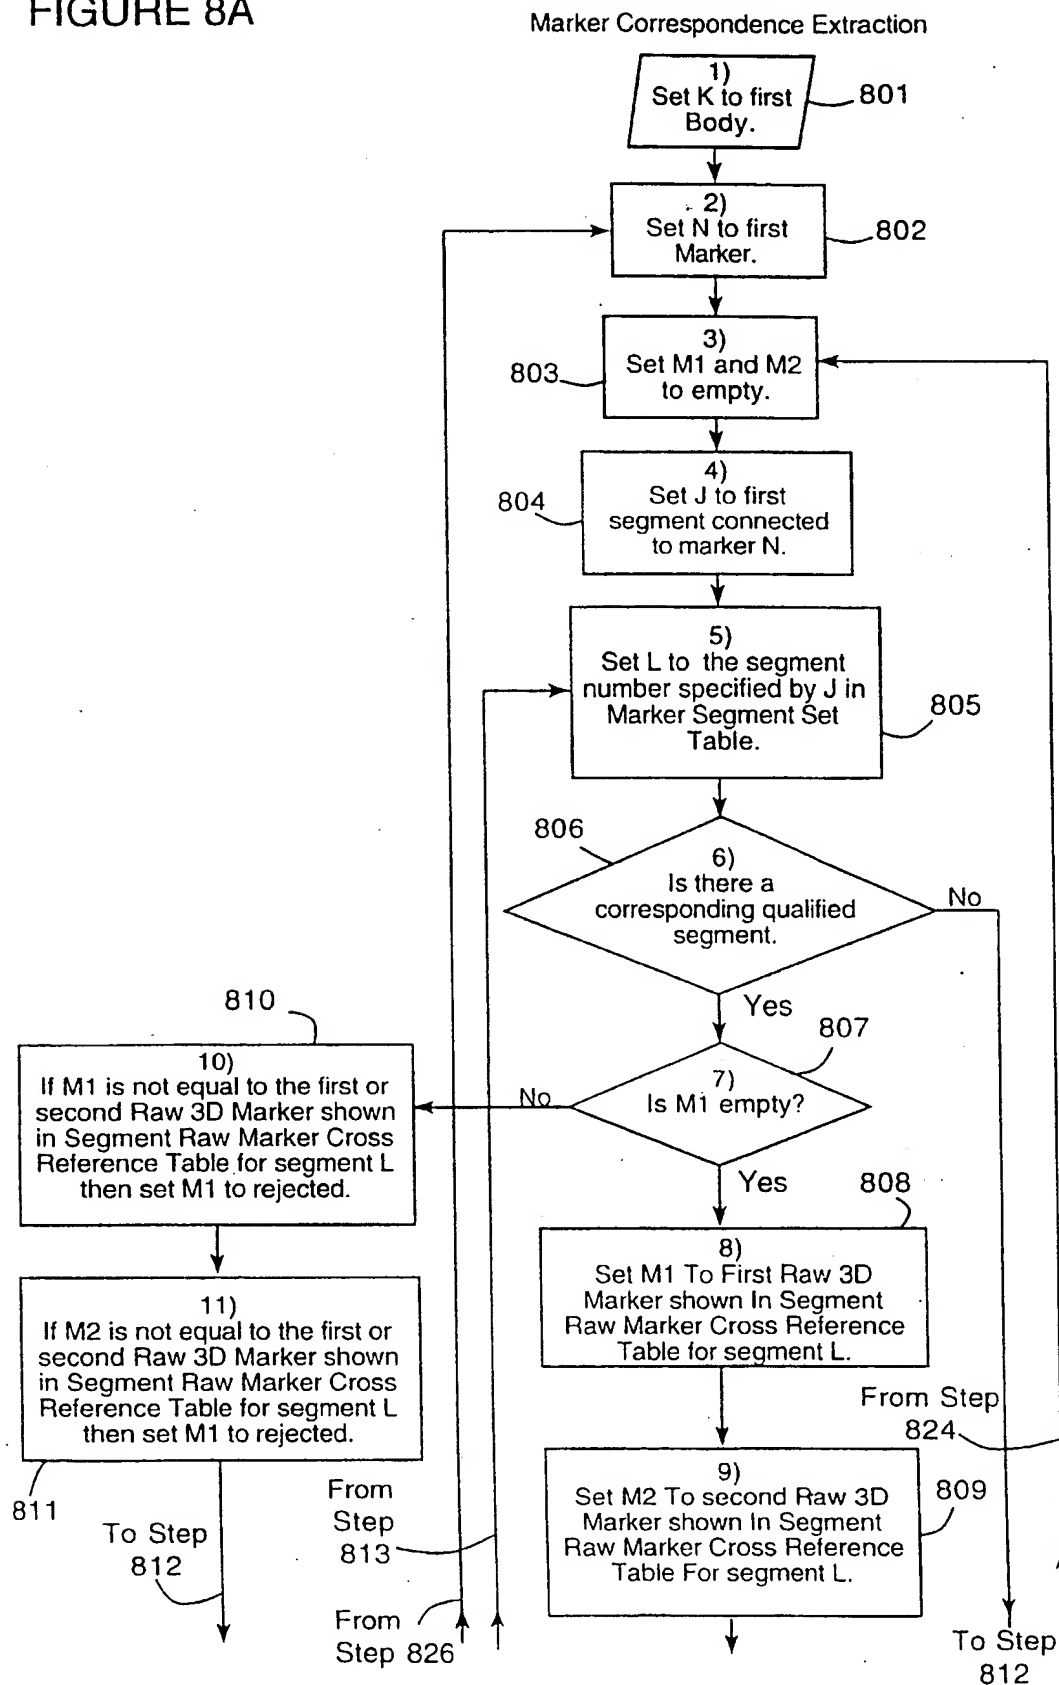 FIGURE 8A
Marker Correspondence Extraction
1)
Set K to first
Body.
801
2)
Set N to first
Marker.
802
3)
Set M1 and M2
to empty.
803
4)
Set J to first
segment connected
to marker N.
804
5)
Set L to the segment
number specified by J in
Marker Segment Set
Table.
805
806
6)
Is there a
corresponding qualified
segment.
No
Yes
807
7)
Is M1 empty?
No
Yes
810
10)
If M1 is not equal to the first or
second Raw 3D Marker shown
in Segment Raw Marker Cross
Reference Table for segment L
then set M1 to rejected.
808
8)
Set M1 To First Raw 3D
Marker shown In Segment
Raw Marker Cross Reference
Table for segment L.
11)
If M2 is not equal to the first or
second Raw 3D Marker shown
in Segment Raw Marker Cross
Reference Table for segment L
then set M1 to rejected.
811
From Step
824
9)
Set M2 To second Raw 3D
Marker shown In Segment
Raw Marker Cross Reference
Table For segment L.
809
To Step
812
From
Step
813
From
Step 826
To Step
812